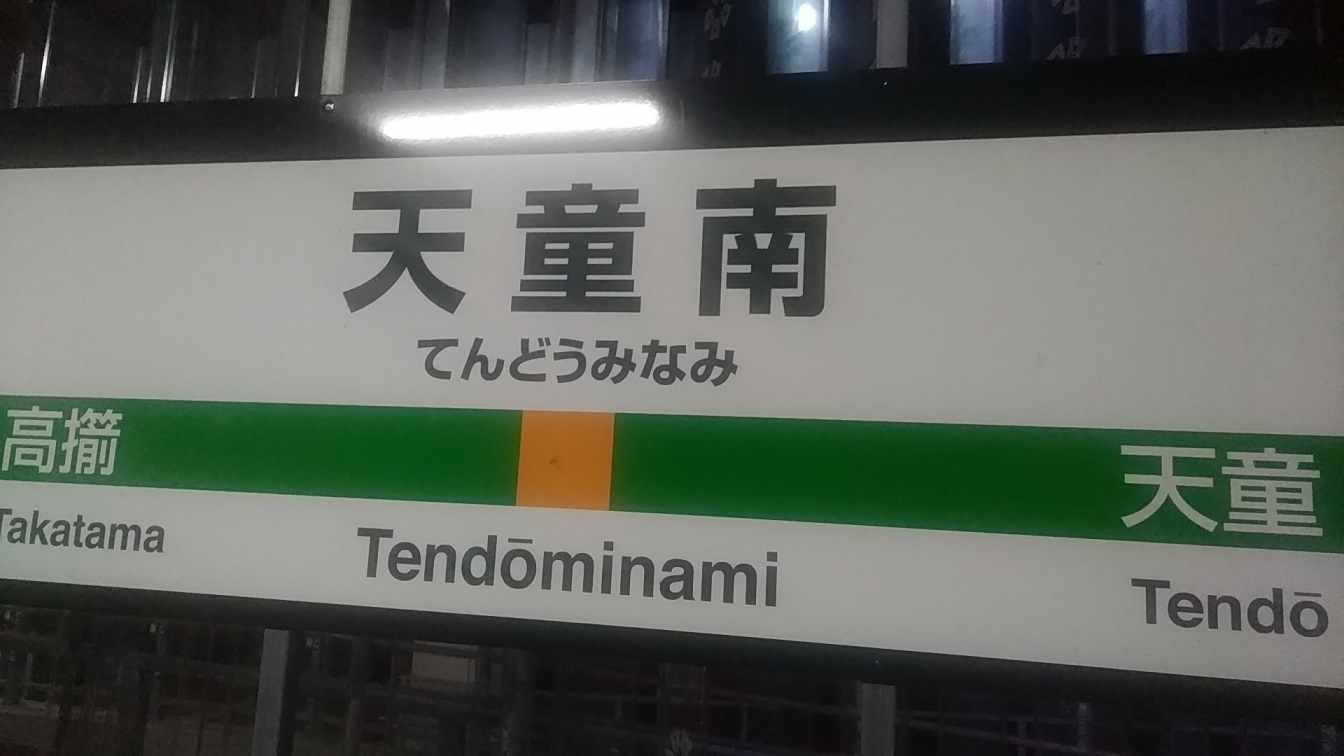 天童南
てんどうみなみ
高擶
天童
Takatama
Tendōminami
Tendō